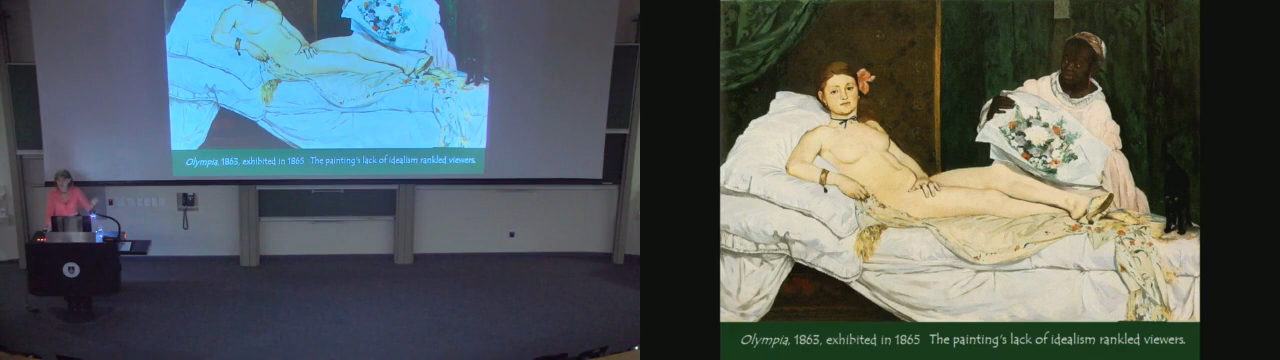 Olympia, 1863, exhibited in 1865 The painting's lack of idealism rankled viewers.
Olympia, 1863, exhibited in 1865 The painting's lack of idealism rankled viewers.